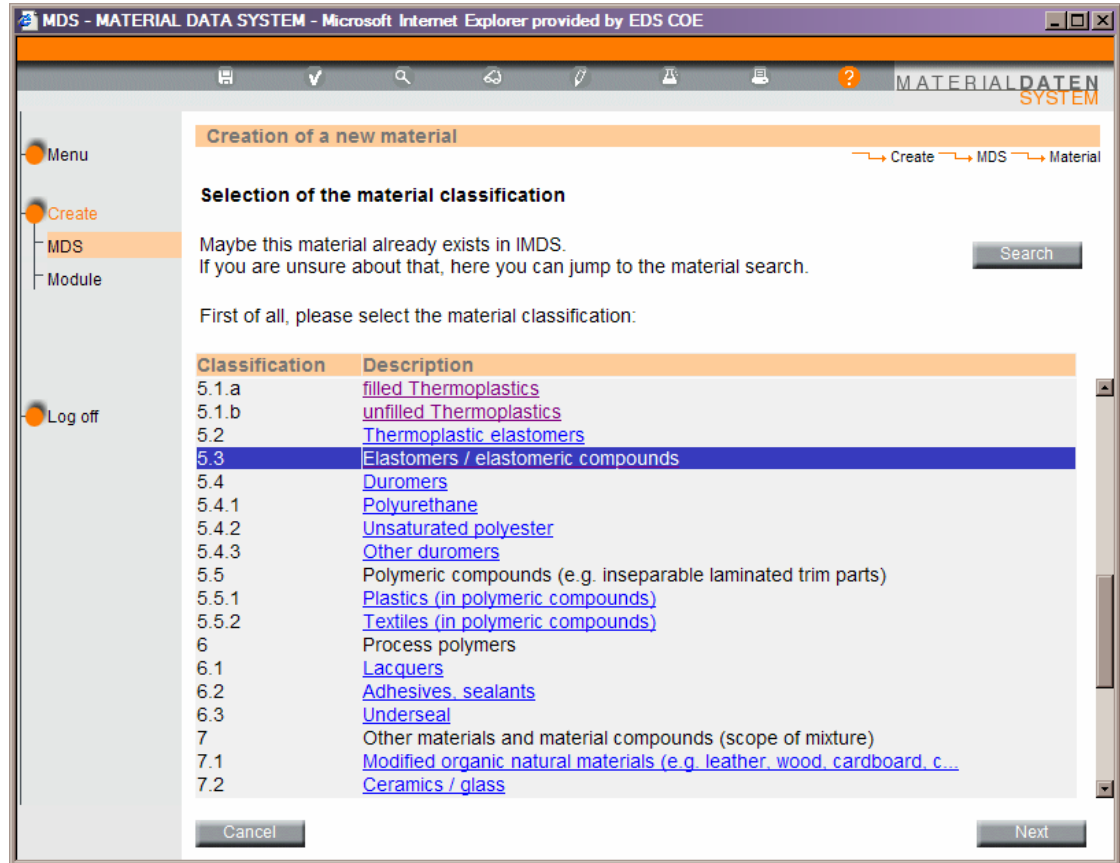 MDS - MATERIAL DATA SYSTEM - Microsoft Internet Explorer provided by EDS COE
?
MATERIALDATEN
SYSTEM
Menu
Create
MDS
Module
Log off
Creation of a new material
Create MDS Material
Selection of the material classification
Maybe this material already exists in IMDS.
If you are unsure about that, here you can jump to the material search.
Search
First of all, please select the material classification:
Classification Description
5.1.a filled Thermoplastics
5.1.b unfilled Thermoplastics
5.2 Thermoplastic elastomers
5.3 Elastomers / elastomeric compounds
5.4 Duromers
5.4.1 Polyurethane
5.4.2 Unsaturated polyester
5.4.3 Other duromers
5.5 Polymeric compounds (e.g. inseparable laminated trim parts)
5.5.1 Plastics (in polymeric compounds)
5.5.2 Textiles (in polymeric compounds)
6 Process polymers
6.1 Lacquers
6.2 Adhesives, sealants
6.3 Underseal
7 Other materials and material compounds (scope of mixture)
7.1 Modified organic natural materials (e.g. leather, wood, cardboard, c...
7.2 Ceramics / glass
Cancel Next